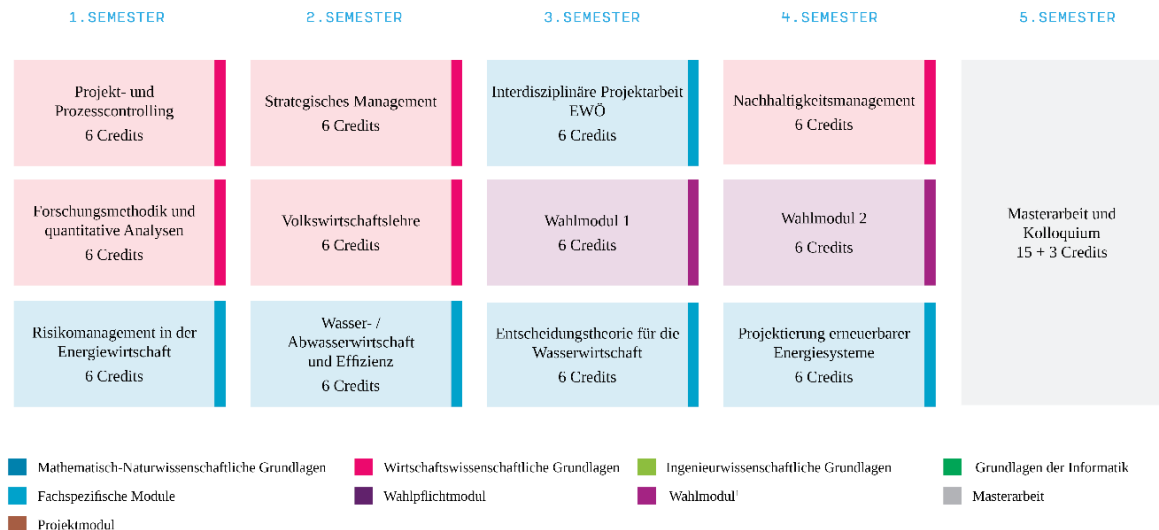 1.SEMESTER
2.SEMESTER
3.SEMESTER
4.SEMESTER
5.SEMESTER
Projekt- und
Prozesscontrolling
6 Credits
Strategisches Management
6 Credits
Interdisziplinäre Projektarbeit
EWÖ
6 Credits
Nachhaltigkeitsmanagement
6 Credits
Forschungsmethodik und
quantitative Analysen
6 Credits
Volkswirtschaftslehre
6 Credits
Wahlmodul 1
6 Credits
Wahlmodul 2
6 Credits
Masterarbeit und
Kolloquium
15 + 3 Credits
Risikomanagement in der
Energiewirtschaft
6 Credits
Wasser- /
Abwasserwirtschaft
und Effizienz
6 Credits
Entscheidungstheorie für die
Wasserwirtschaft
6 Credits
Projektierung erneuerbarer
Energiesysteme
6 Credits
Mathematisch-Naturwissenschaftliche Grundlagen
Wirtschaftswissenschaftliche Grundlagen
Ingenieurwissenschaftliche Grundlagen
Grundlagen der Informatik
Fachspezifische Module
Wahlpflichtmodul
Wahlmodul¹
Masterarbeit
Projektmodul